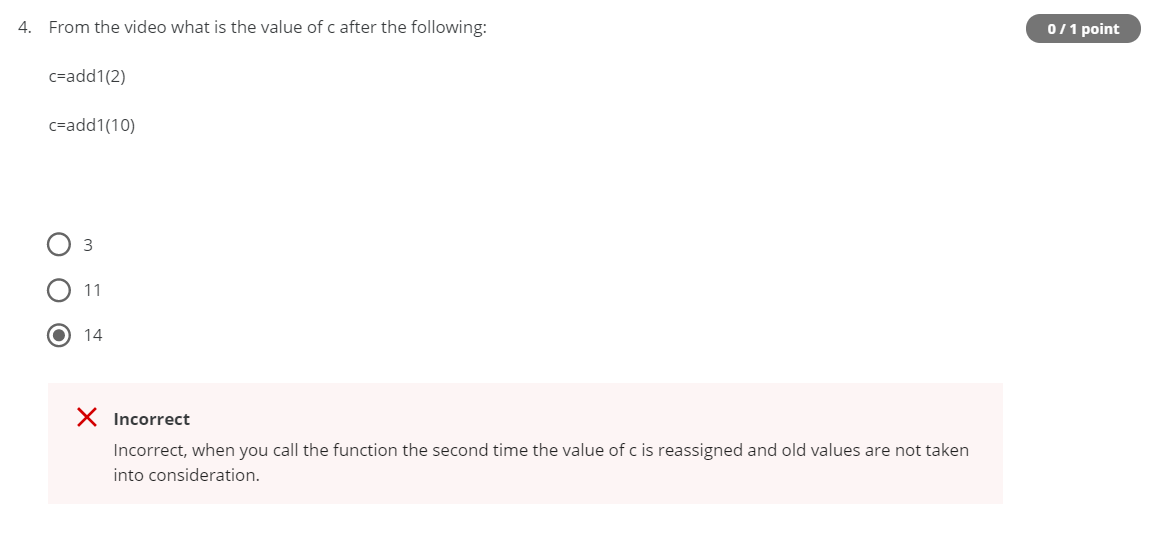 4. From the video what is the value of c after the following:
0 / 1 point
c=add1(2)
c=add1(10)
3
11
14
Incorrect
Incorrect, when you call the function the second time the value of c is reassigned and old values are not taken
into consideration.